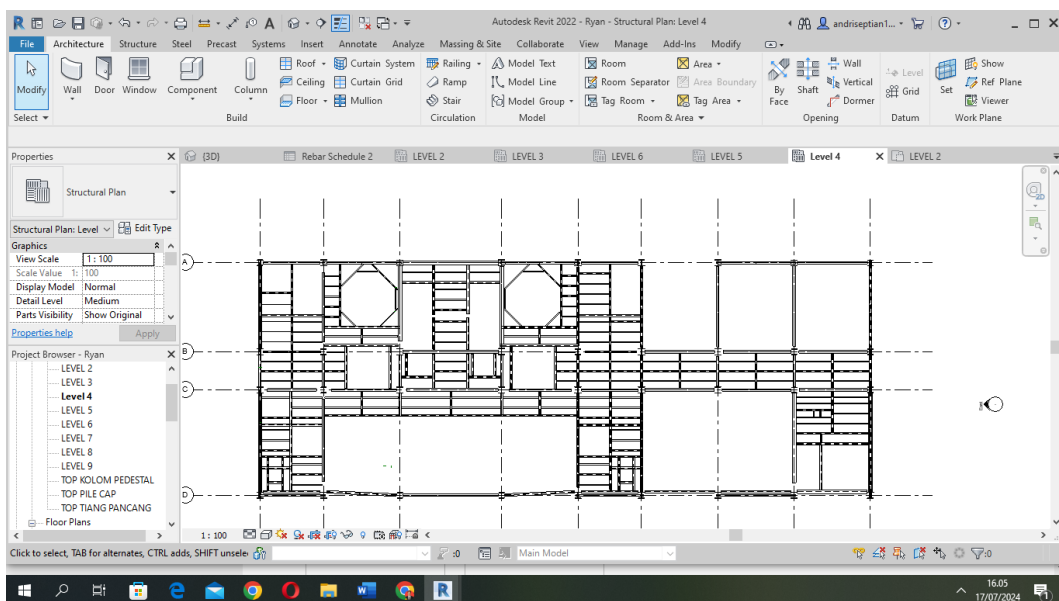 R A Autodesk Revit 2022 - Ryan - Structural Plan: Level 4 andriseptian1... ?
File Architecture Structure Steel Precast Systems Insert Annotate Analyze Massing & Site Collaborate View Manage Add-Ins Modify
Modify Wall Door Window Component Column Roof Curtain System Railing Model Text Room Area By Face Shaft Wall Level Set Show
Ceiling Curtain Grid Ramp Model Line Room Separator Area Boundary Vertical Grid Ref Plane
Floor Mullion Stair Model Group Tag Room Tag Area Dormer Viewer
Select Build Circulation Model Room & Area Opening Datum Work Plane
Properties X (3D) Rebar Schedule 2 LEVEL 2 LEVEL 3 LEVEL 6 LEVEL 5 Level 4 X LEVEL 2
Structural Plan
2D
Structural Plan: Level Edit Type
Graphics
View Scale 1 : 100
Scale Value 1: 100
Display Model Normal
Detail Level Medium
Parts Visibility Show Original
Properties help Apply
Project Browser - Ryan X
LEVEL 2
LEVEL 3
Level 4
LEVEL 5
LEVEL 6
LEVEL 7
LEVEL 8
LEVEL 9
TOP KOLOM PEDESTAL
TOP PILE CAP
TOP TIANG PANCANG
Floor Plans
A
B
C
D
1 : 100
Click to select, TAB for alternates, CTRL adds, SHIFT unsele :0 Main Model :0
16.05
17/07/2024